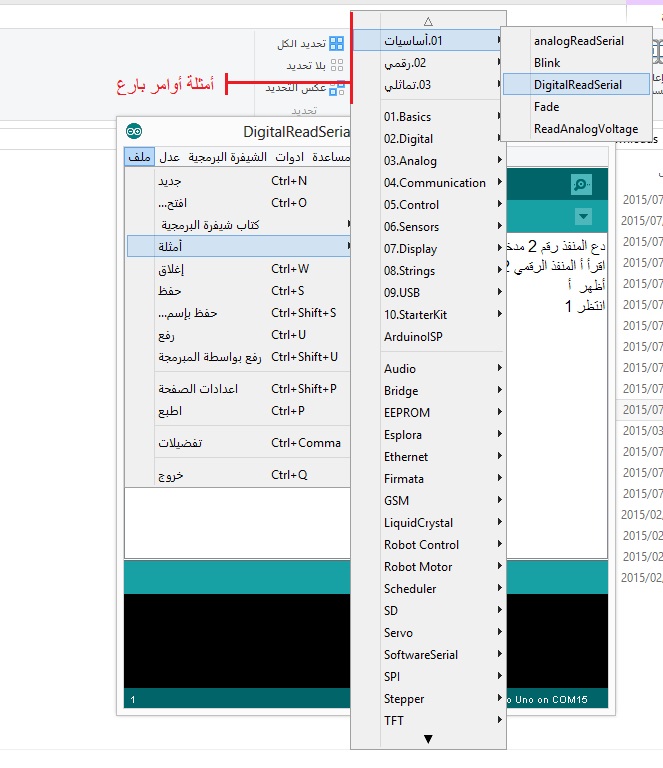 تحديد الكل
بلا تحديد
عكس التحديد
تحديد
أمثلة أوامر بارع
DigitalReadSeria
ملف
عدل
الشيفرة البرمجية
ادوات
مساعدة
جديد Ctrl+N
افتح... Ctrl+O
كتاب شيفرة البرمجية
أمثلة
إغلاق Ctrl+W
حفظ Ctrl+S
حفظ بإسم... Ctrl+Shift+S
رفع Ctrl+U
رفع بواسطة المبرمجة Ctrl+Shift+U
اعدادات الصفحة Ctrl+Shift+P
اطبع Ctrl+P
تفضيلات Ctrl+Comma
خروج Ctrl+Q
01.أساسيات
02.رقمي
03.تماثلي
01.Basics
02.Digital
03.Analog
04.Communication
05.Control
06.Sensors
07.Display
08.Strings
09.USB
10.StarterKit
ArduinoISP
Audio
Bridge
EEPROM
Esplora
Ethernet
Firmata
GSM
LiquidCrystal
Robot Control
Robot Motor
Scheduler
SD
Servo
SoftwareSerial
SPI
Stepper
TFT
analogReadSerial
Blink
DigitalReadSerial
Fade
ReadAnalogVoltage
دع المنفذ رقم 2 مدخ
اقرأ أ المنفذ الرقمي 2
أظهر أ
انتظر 1
1
o Uno on COM15
2015/07
2015/07,
2015/07
2015/07
2015/07
2015/07
2015/07
2015/07
2015/07
2015/07
2015/07
2015/03
2015/07
2015/07
2015/07
2015/02,
2015/02
2015/02
2015/02,